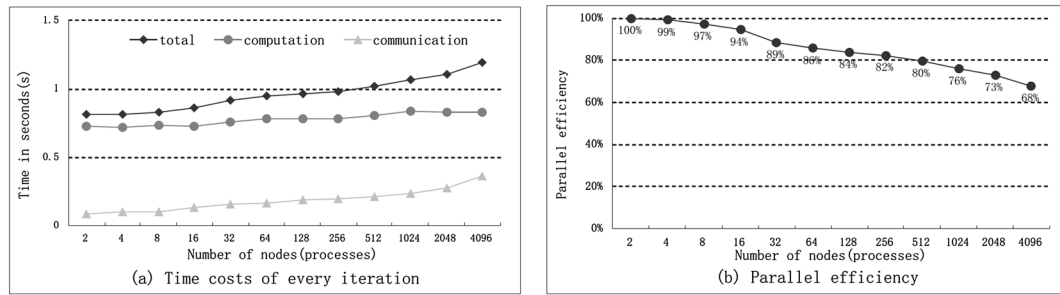 1.5
total computation communication
1
0.5
0
Time in seconds(s)
2 4 8 16 32 64 128 256 512 1024 2048 4096
Number of nodes(processes)
(a) Time costs of every iteration
100%
80%
60%
40%
20%
0%
Parallel efficiency
100% 99% 97% 94% 89% 86% 84% 82% 80% 76% 73% 68%
2 4 8 16 32 64 128 256 512 1024 2048 4096
Number of nodes(processes)
(b) Parallel efficiency